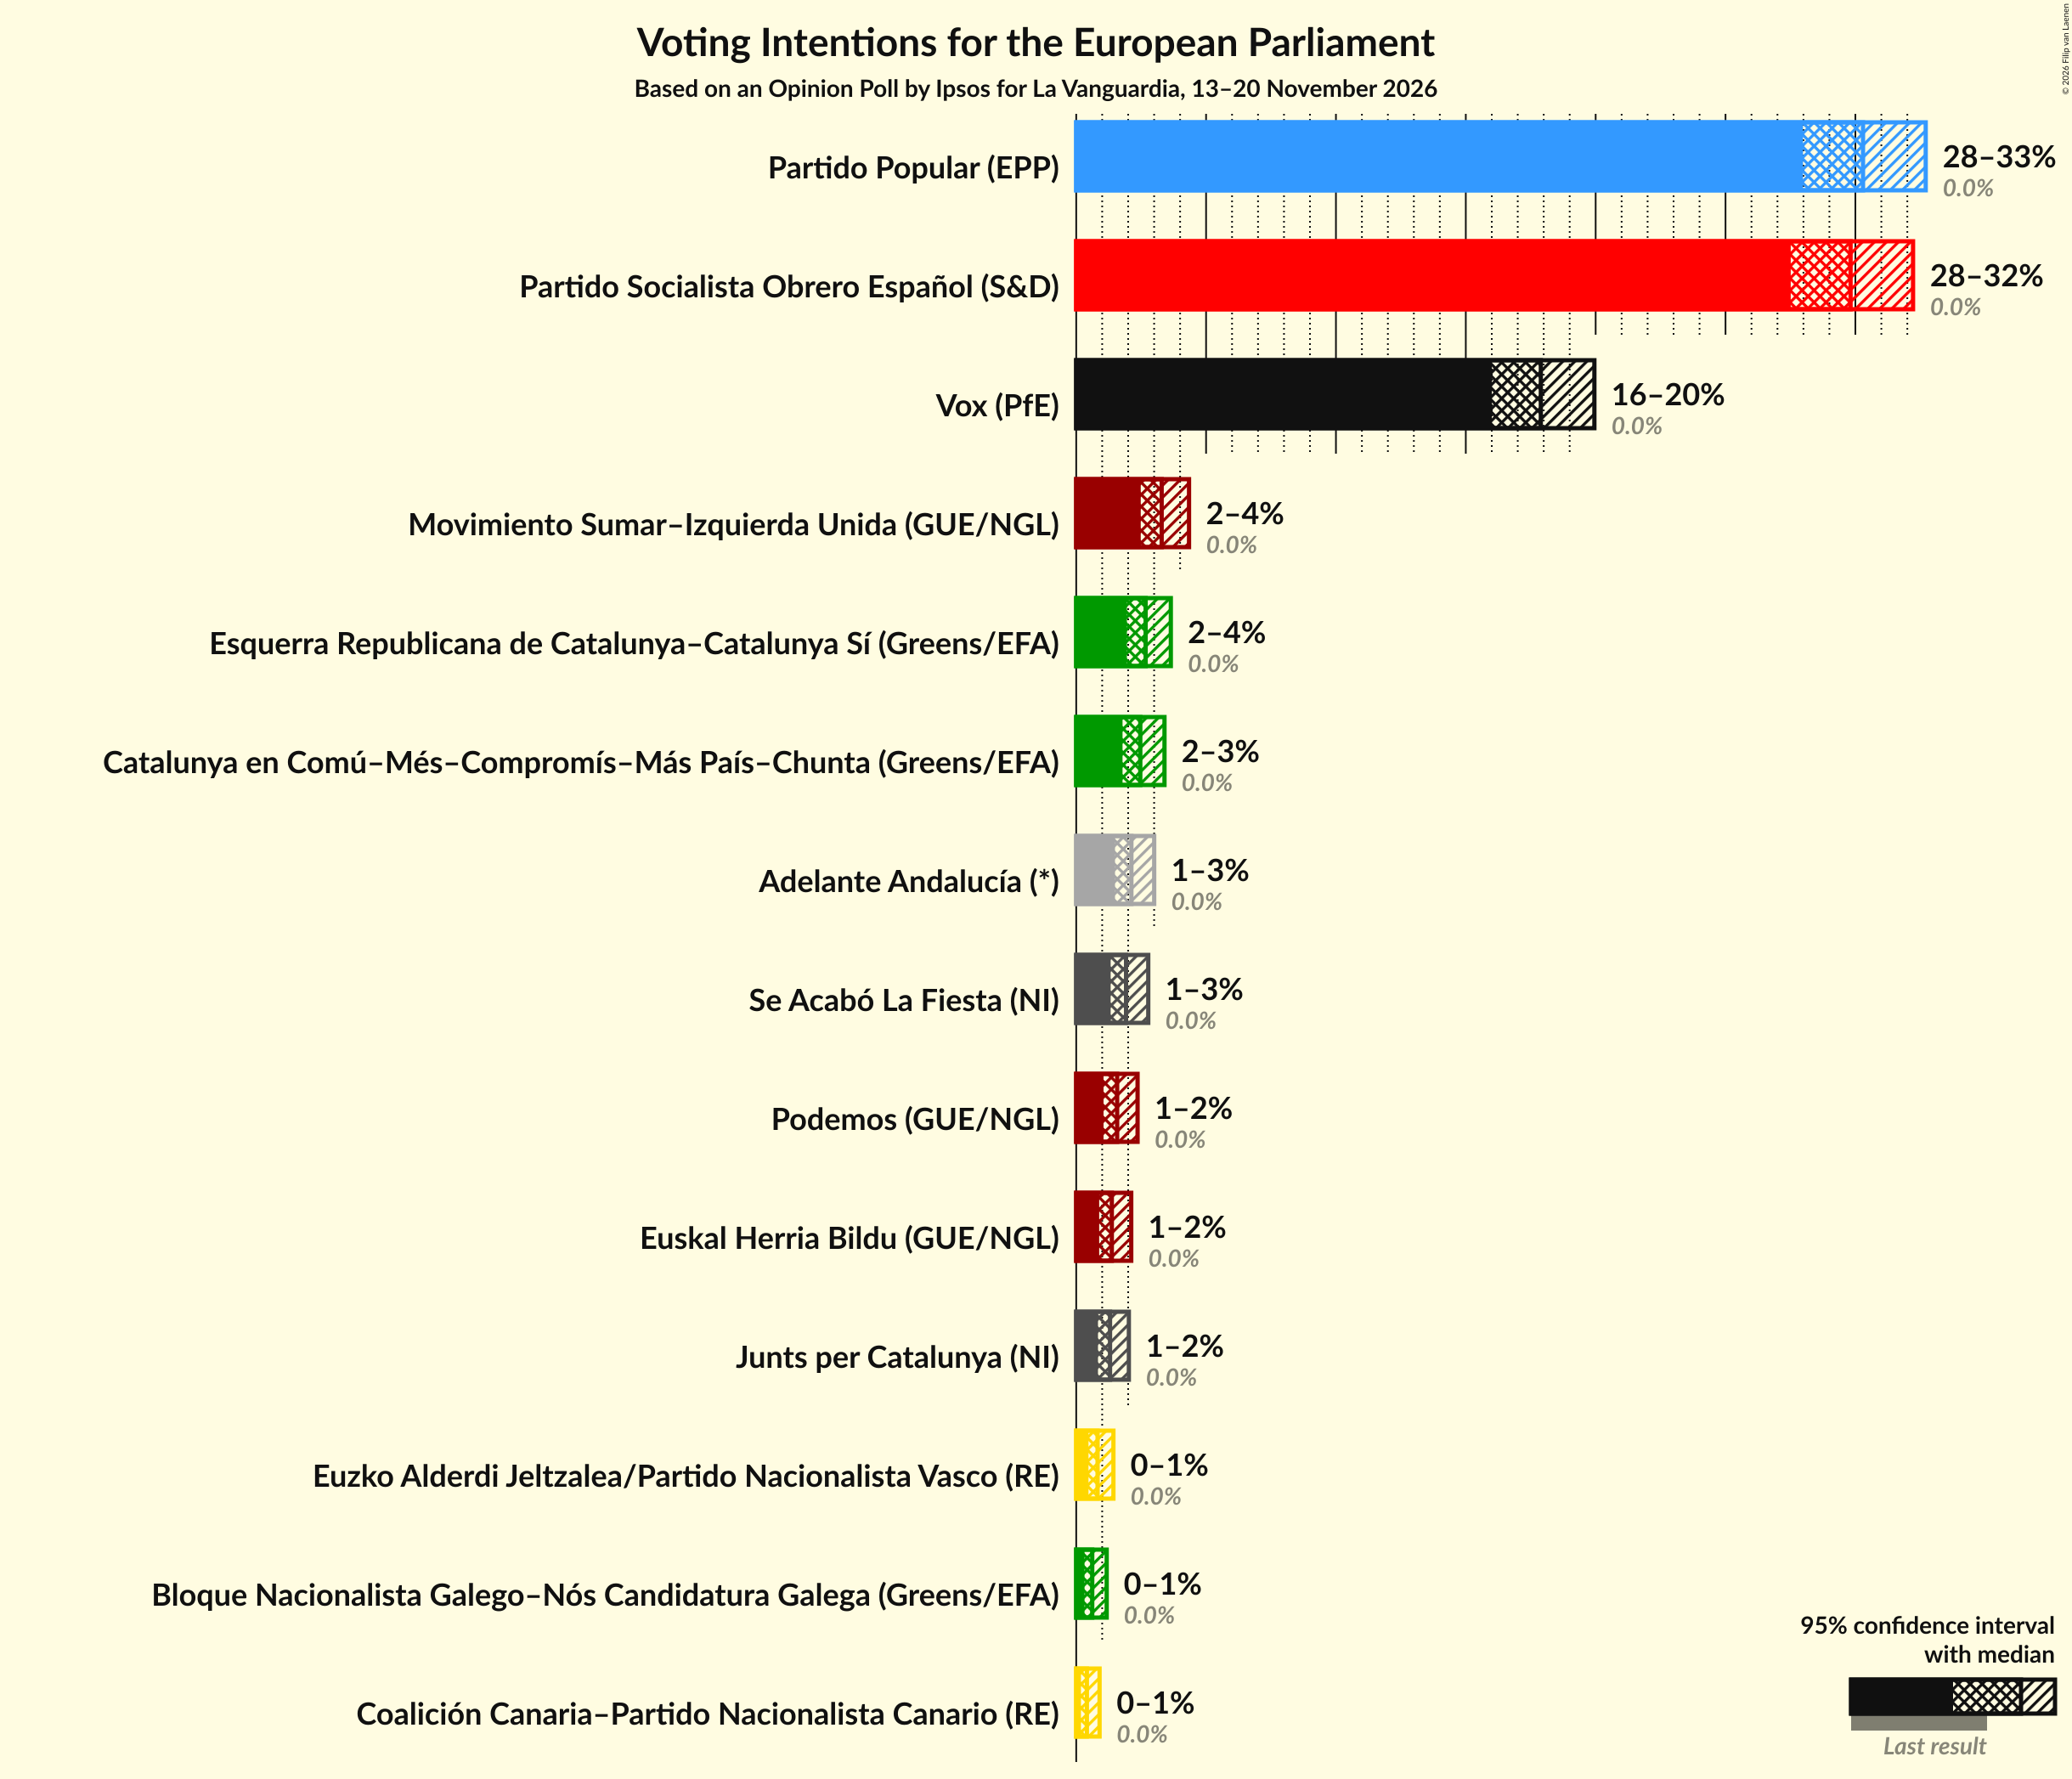 Voting Intentions for the European Parliament
Based on an Opinion Poll by Ipsos for La Vanguardia, 13–20 November 2026
© 2026 Filip van Laenen
Partido Popular (EPP)
28–33%
0.0%
Partido Socialista Obrero Español (S&D)
28–32%
0.0%
Vox (PfE)
16–20%
0.0%
Movimiento Sumar–Izquierda Unida (GUE/NGL)
2–4%
0.0%
Esquerra Republicana de Catalunya–Catalunya Sí (Greens/EFA)
2–4%
0.0%
Catalunya en Comú–Més–Compromís–Más País–Chunta (Greens/EFA)
2–3%
0.0%
Adelante Andalucía (*)
1–3%
0.0%
Se Acabó La Fiesta (NI)
1–3%
0.0%
Podemos (GUE/NGL)
1–2%
0.0%
Euskal Herria Bildu (GUE/NGL)
1–2%
0.0%
Junts per Catalunya (NI)
1–2%
0.0%
Euzko Alderdi Jeltzalea/Partido Nacionalista Vasco (RE)
0–1%
0.0%
Bloque Nacionalista Galego–Nós Candidatura Galega (Greens/EFA)
0–1%
0.0%
Coalición Canaria–Partido Nacionalista Canario (RE)
0–1%
0.0%
95% confidence interval
with median
Last result